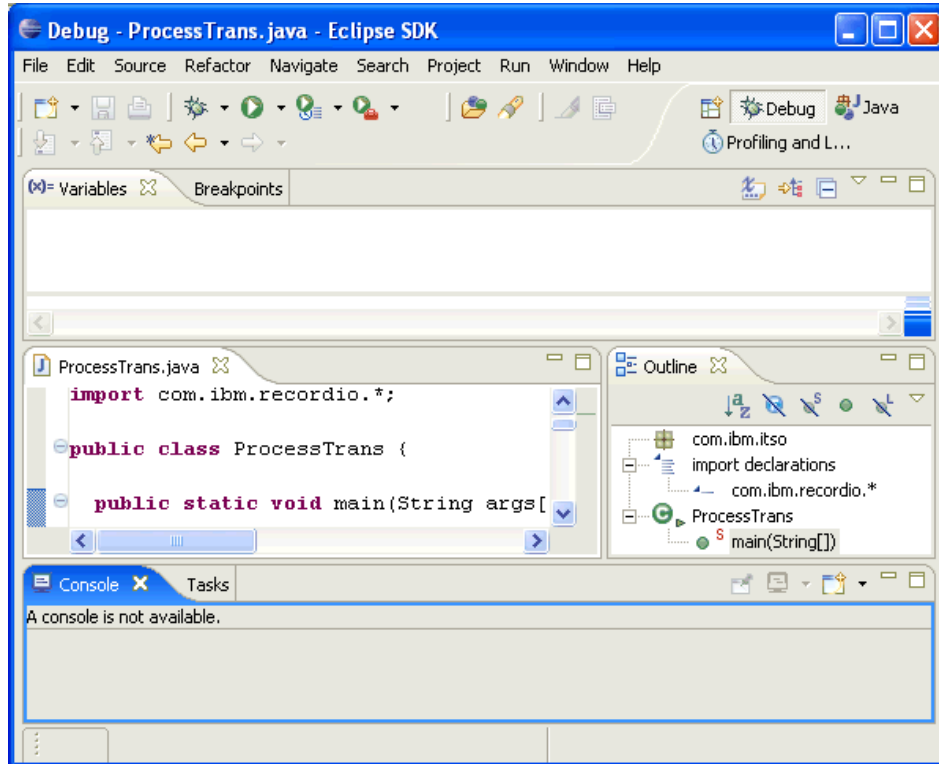 Debug - ProcessTrans.java - Eclipse SDK
File Edit Source Refactor Navigate Search Project Run Window Help
Debug Java
Profiling and L...
(x)= Variables Breakpoints
ProcessTrans.java
import com.ibm.recordio.*;
public class ProcessTrans {
public static void main(String args[
Outline
com.ibm.itso
import declarations
com.ibm.recordio.*
ProcessTrans
main(String[])
Console Tasks
A console is not available.